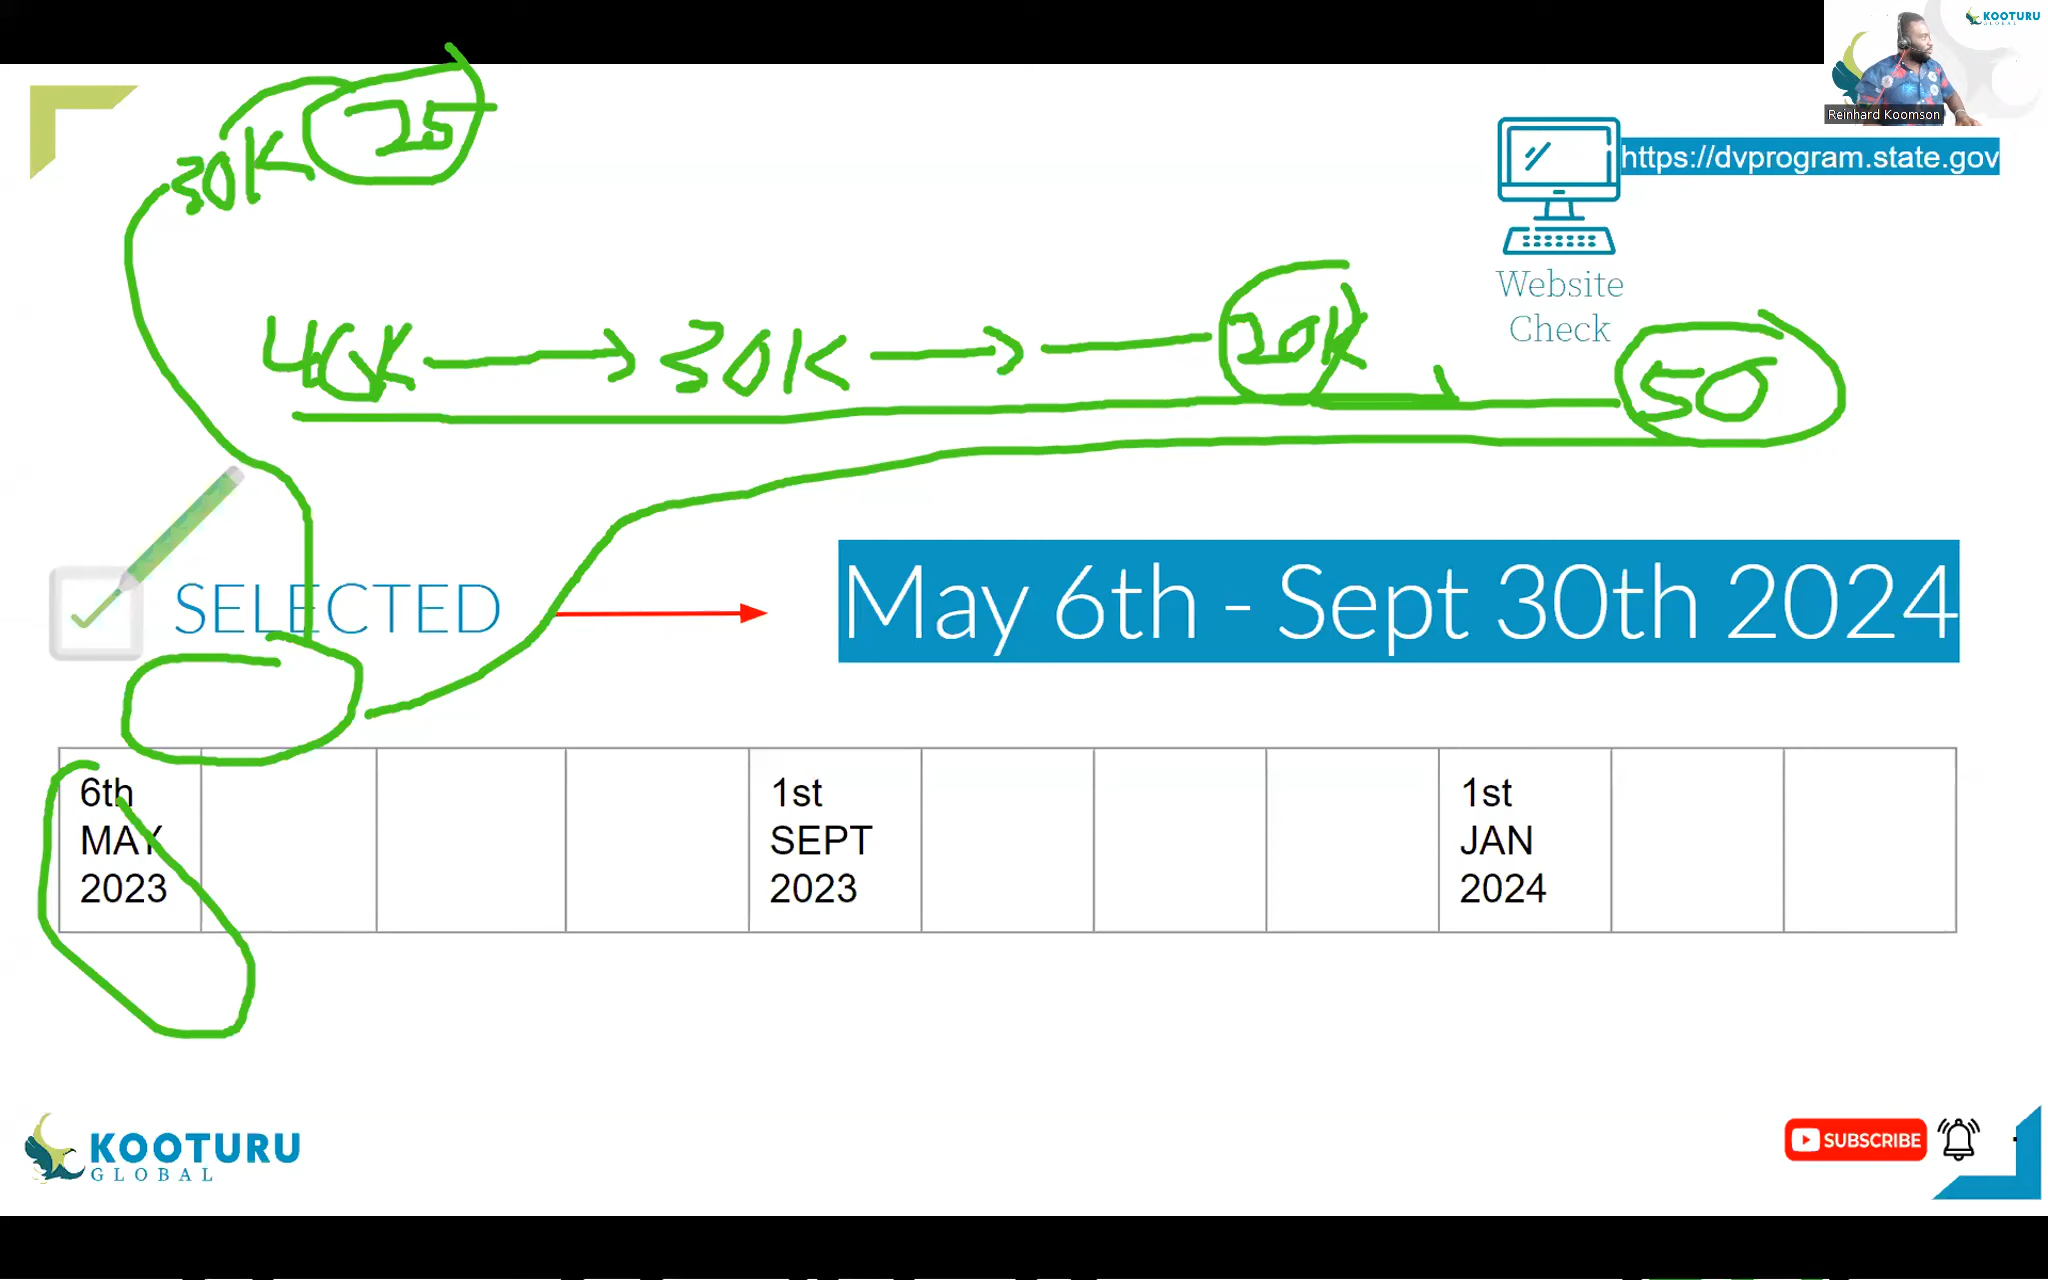 KOOTURU
GLOBAL
Reinhard Koomson
https://dvprogram.state.gov
30K 25
Website
Check
40K 30K 20K 50
SELECTED
May 6th - Sept 30th 2024
6th
MAY
2023
1st
SEPT
2023
1st
JAN
2024
KOOTURU
GLOBAL
SUBSCRIBE